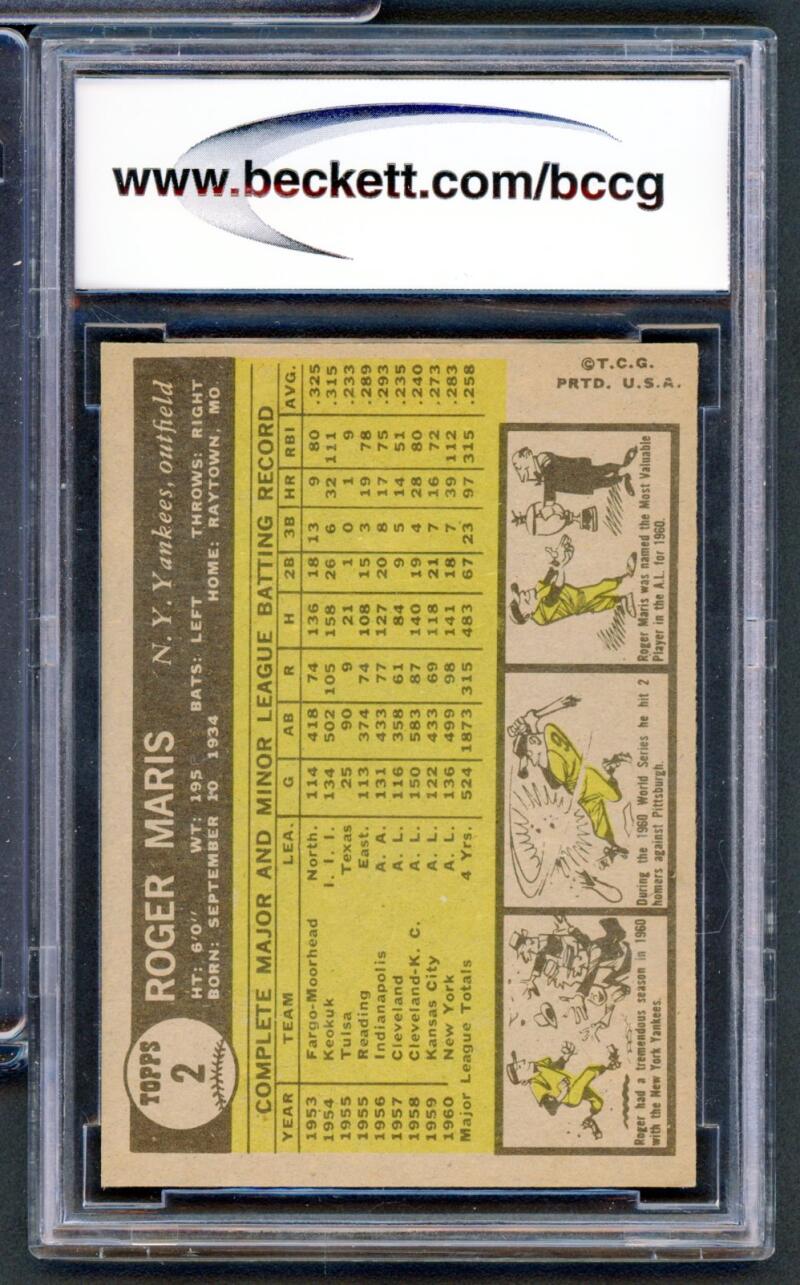 www.beckett.com/bccg
TOPPS
2
ROGER MARIS N. Y. Yankees, outfield
HT: 6'0" WT: 195 BATS: LEFT THROWS: RIGHT
BORN: SEPTEMBER 10 1934 HOME: RAYTOWN, MO.
COMPLETE MAJOR AND MINOR LEAGUE BATTING RECORD
YEAR TEAM LEA. G AB R H 2B 3B HR RBI AVG.
1953 Fargo-Moorhead North. 114 418 74 136 18 13 9 80 .325
1954 Keokuk I. I. I. 134 502 105 158 26 6 32 111 .315
1955 Tulsa Texas 25 90 9 21 1 0 1 9 .233
1955 Reading East. 113 374 74 108 15 3 19 78 .289
1956 Indianapolis A. A. 131 433 77 127 20 8 17 75 .293
1957 Cleveland A. L. 116 358 61 84 9 5 14 51 .235
1958 Cleveland-K. C. A. L. 150 583 87 140 19 4 28 80 .240
1959 Kansas City A. L. 122 433 69 118 21 7 16 72 .273
1960 New York A. L. 136 499 98 141 18 7 39 112 .283
Major League Totals 4 Yrs. 524 1873 315 483 67 23 97 315 .258
Roger had a tremendous season in 1960
with the New York Yankees.
9
During the 1960 World Series he hit 2
homers against Pittsburgh.
Roger Maris was named the Most Valuable
Player in the A.L. for 1960.
©T.C.G.
PRTD. U.S.A.